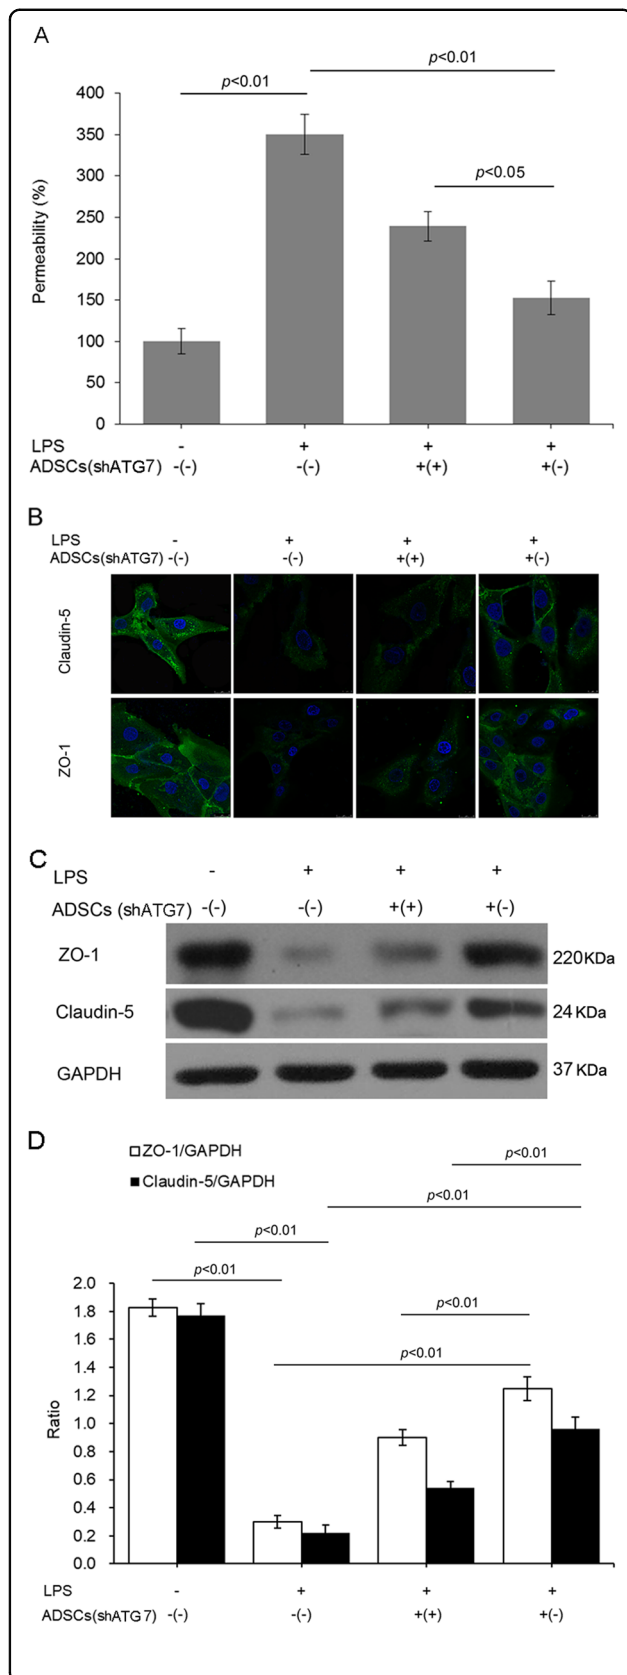 A
p<0.01
p<0.01
p<0.05
Permeability (%)
400
350
300
250
200
150
100
50
0
LPS - + + +
ADSCs(shATG7) -(-) -(-) +(+) +(-)
B
LPS - + + +
ADSCs(shATG7) -(-) -(-) +(+) +(-)
Claudin-5
ZO-1
C
LPS - + + +
ADSCs (shATG7) -(-) -(-) +(+) +(-)
ZO-1 220KDa
Claudin-5 24 KDa
GAPDH 37 KDa
D
ZO-1/GAPDH
Claudin-5/GAPDH
p<0.01
p<0.01
p<0.01
p<0.01
p<0.01
p<0.01
Ratio
2.0
1.8
1.6
1.4
1.2
1.0
0.8
0.6
0.4
0.2
0.0
LPS - + + +
ADSCs(shATG7) -(-) -(-) +(+) +(-)